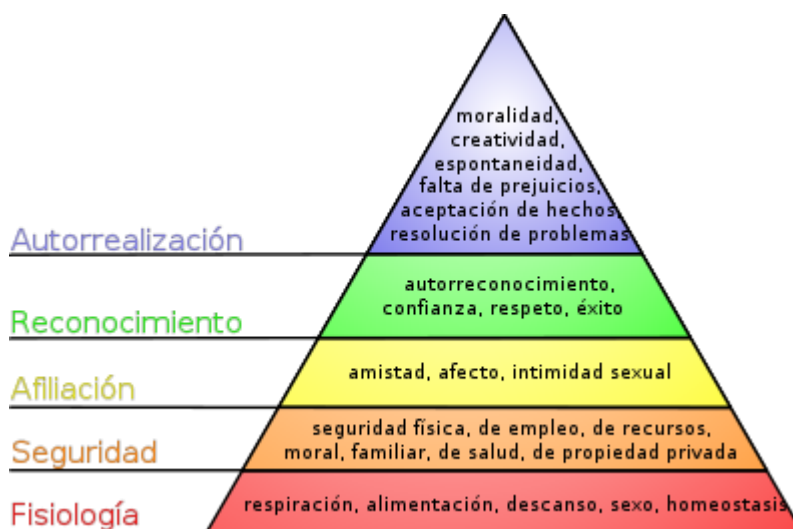 moralidad,
creatividad,
espontaneidad,
falta de prejuicios,
aceptación de hechos,
resolución de problemas
Autorrealización
autorreconocimiento,
confianza, respeto, éxito
Reconocimiento
amistad, afecto, intimidad sexual
Afiliación
seguridad física, de empleo, de recursos,
moral, familiar, de salud, de propiedad privada
Seguridad
respiración, alimentación, descanso, sexo, homeostasis
Fisiología